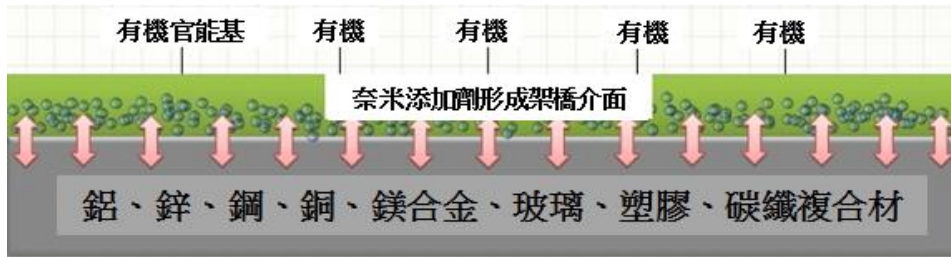 有機官能基 有機 有機 有機 有機
奈米添加劑形成架橋介面
鋁、鋅、鋼、銅、鎂合金、玻璃、塑膠、碳纖複合材